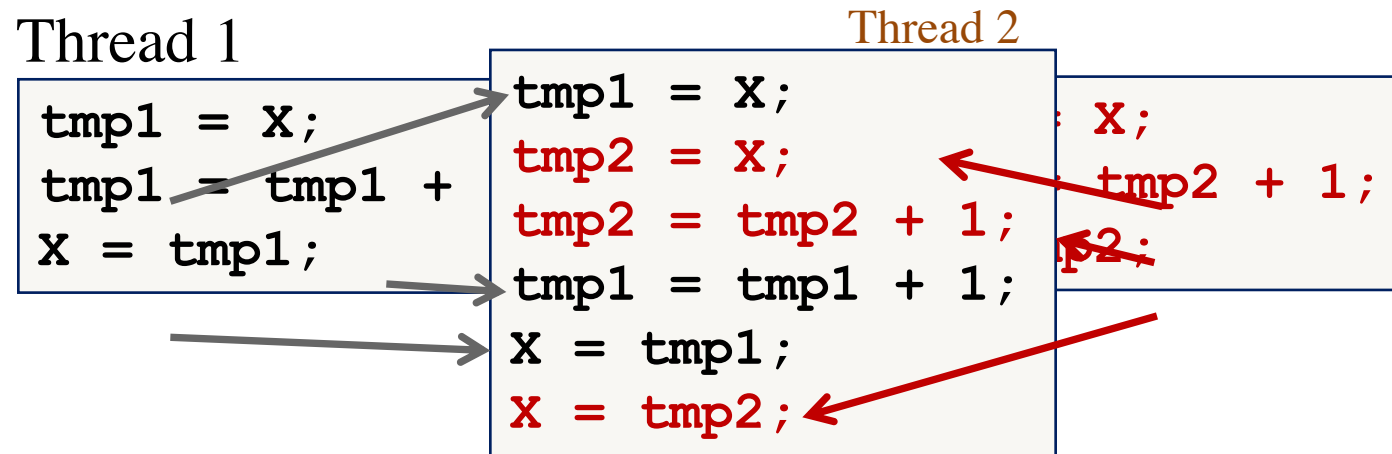 Thread 1
tmp1 = X;
tmp1 = tmp1 +
X = tmp1;
tmp1 = X;
tmp2 = X;
tmp2 = tmp2 + 1;
tmp1 = tmp1 + 1;
X = tmp1;
X = tmp2;
Thread 2
= X;
tmp2 + 1;
p2;